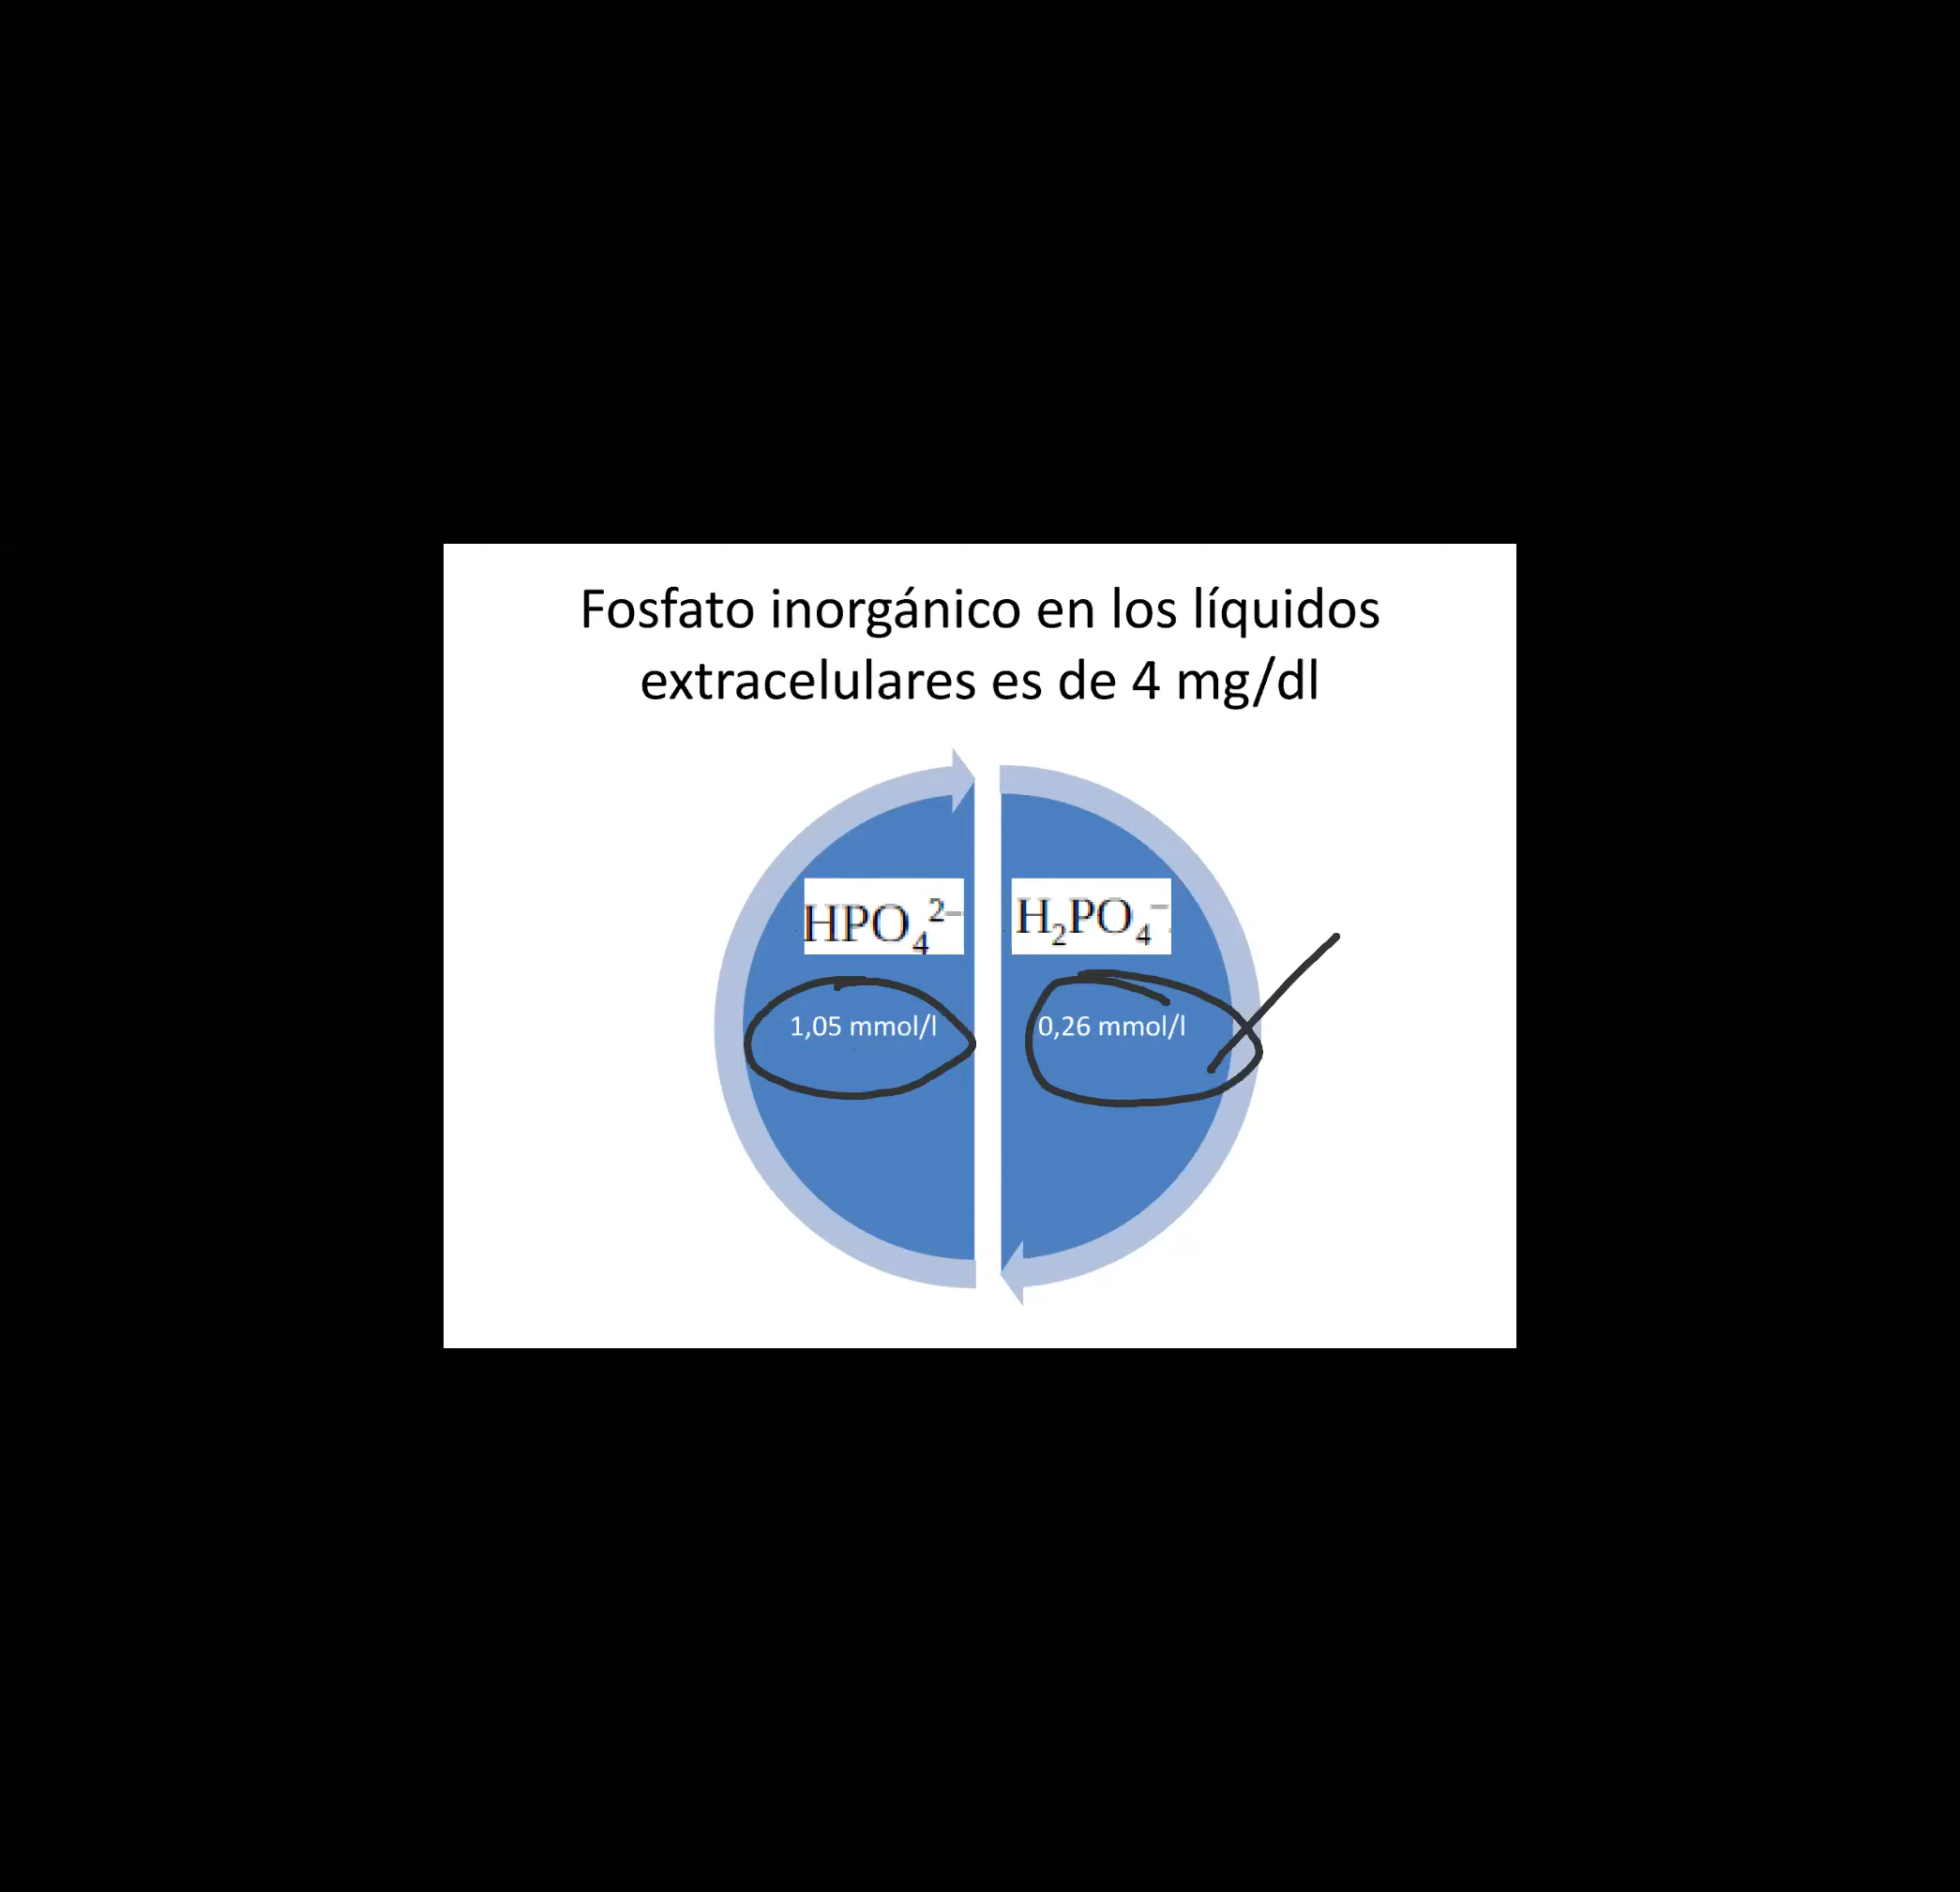 Fosfato inorgánico en los líquidos
extracelulares es de 4 mg/dl
HPO₄²⁻
1,05 mmol/l
H₂PO₄⁻
0,26 mmol/l